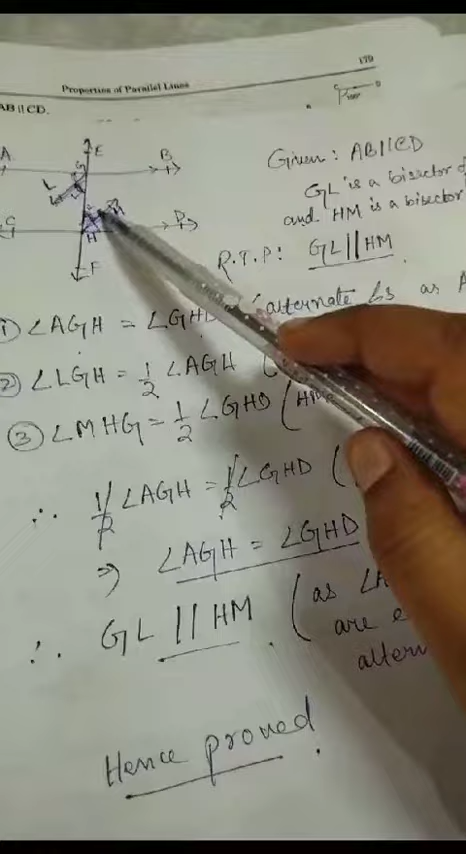 179
Properties of Parallel Lines
AB || CD.
A E B
G
L
C H D
F
Given: AB||CD
GL is a bisector of
and HM is a bisector
R.T.P: GL||HM
① ∠AGH = ∠GHD alternate ∠s as A
② ∠LGH = 1/2 ∠AGH (
③ ∠MHG = 1/2 ∠GHD ( HM
∴ 1/2 ∠AGH = 1/2 ∠GHD (
⇒ ∠AGH = ∠GHD
∴ GL || HM. (as ∠A
are e
altern
Hence proved.